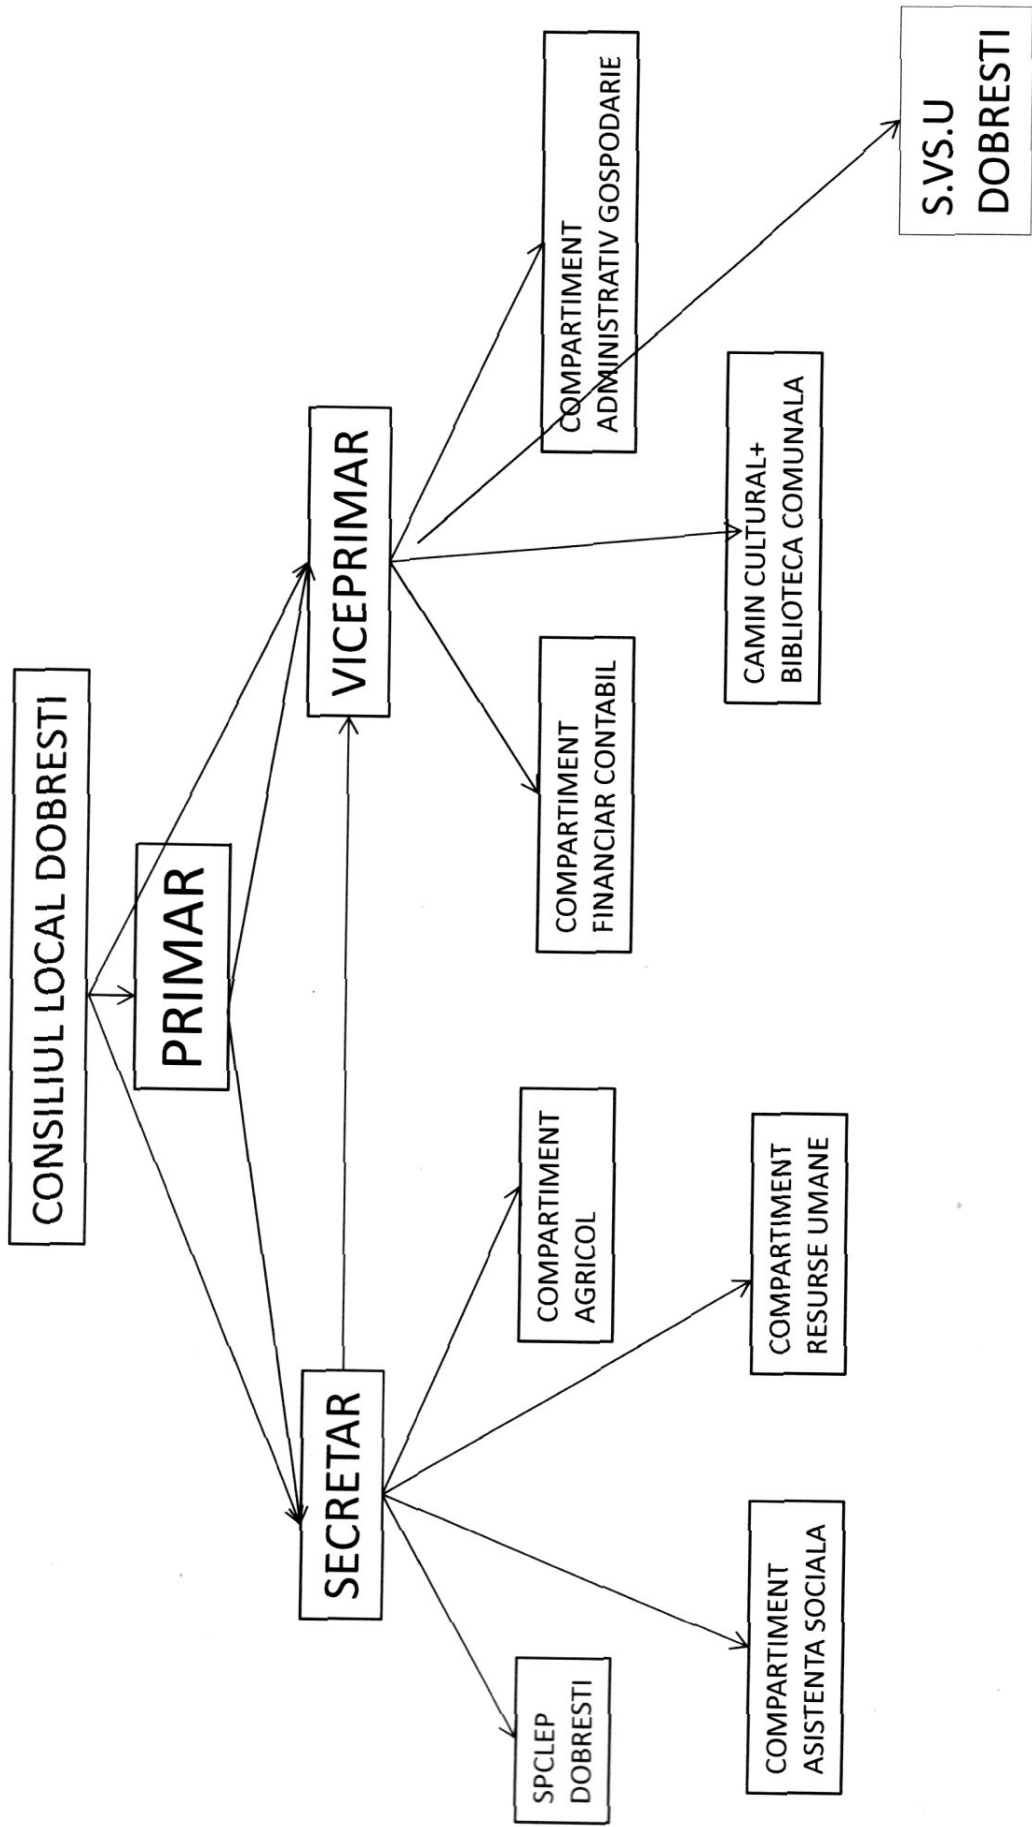 CONSILIUL LOCAL DOBRESTI
PRIMAR
SECRETAR
VICEPRIMAR
SPCLEP
DOBRESTI
COMPARTIMENT
AGRICOL
COMPARTIMENT
FINANCIAR CONTABIL
COMPARTIMENT
ADMINISTRATIV GOSPODARIE
COMPARTIMENT
ASISTENTA SOCIALA
COMPARTIMENT
RESURSE UMANE
CAMIN CULTURAL+
BIBLIOTECA COMUNALA
S.VS.U
DOBRESTI